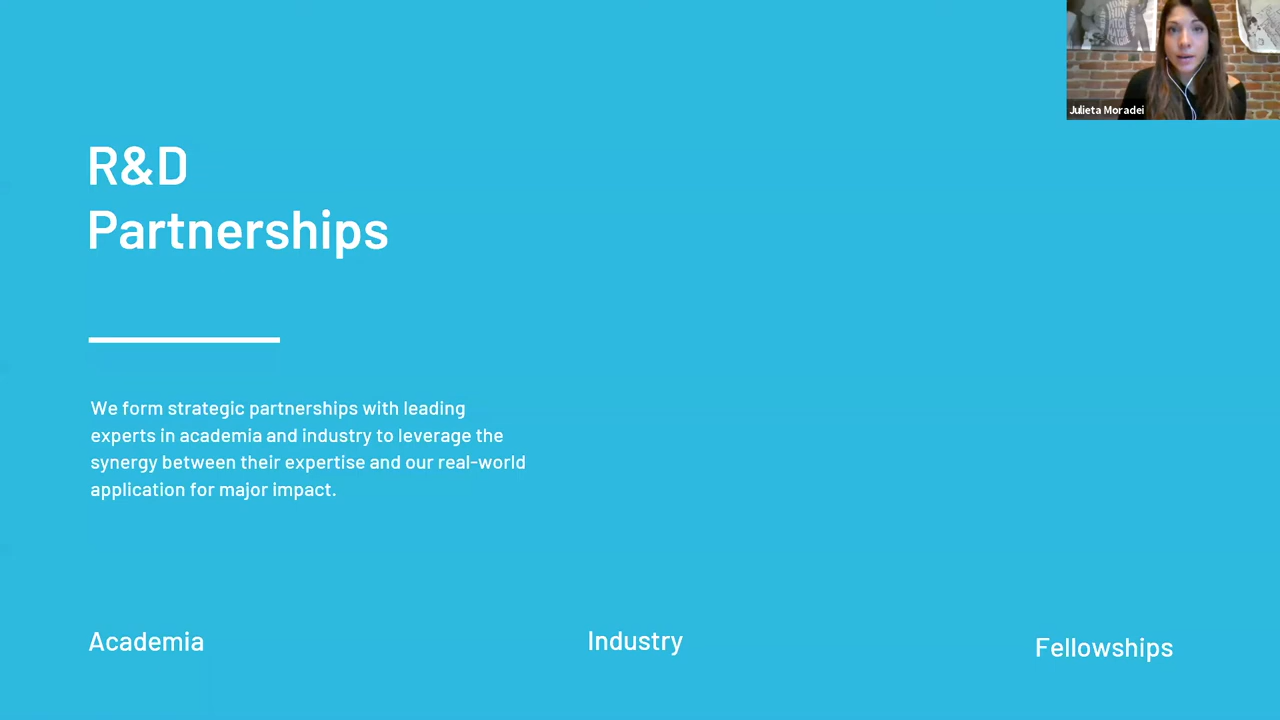 Julieta Moradei
R&D
Partnerships
We form strategic partnerships with leading
experts in academia and industry to leverage the
synergy between their expertise and our real-world
application for major impact.
Academia
Industry
Fellowships